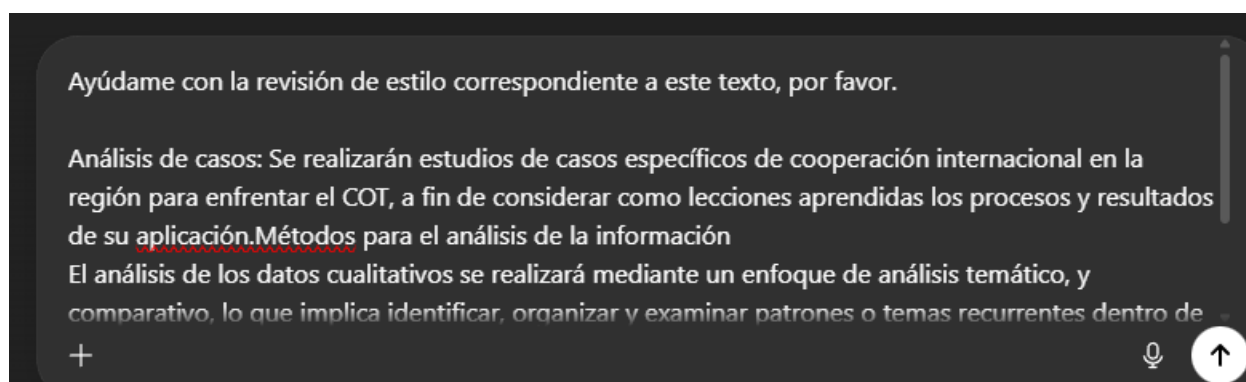 Ayúdame con la revisión de estilo correspondiente a este texto, por favor.
Análisis de casos: Se realizarán estudios de casos específicos de cooperación internacional en la
región para enfrentar el COT, a fin de considerar como lecciones aprendidas los procesos y resultados
de su aplicación.Métodos para el análisis de la información
El análisis de los datos cualitativos se realizará mediante un enfoque de análisis temático, y
comparativo, lo que implica identificar, organizar y examinar patrones o temas recurrentes dentro de